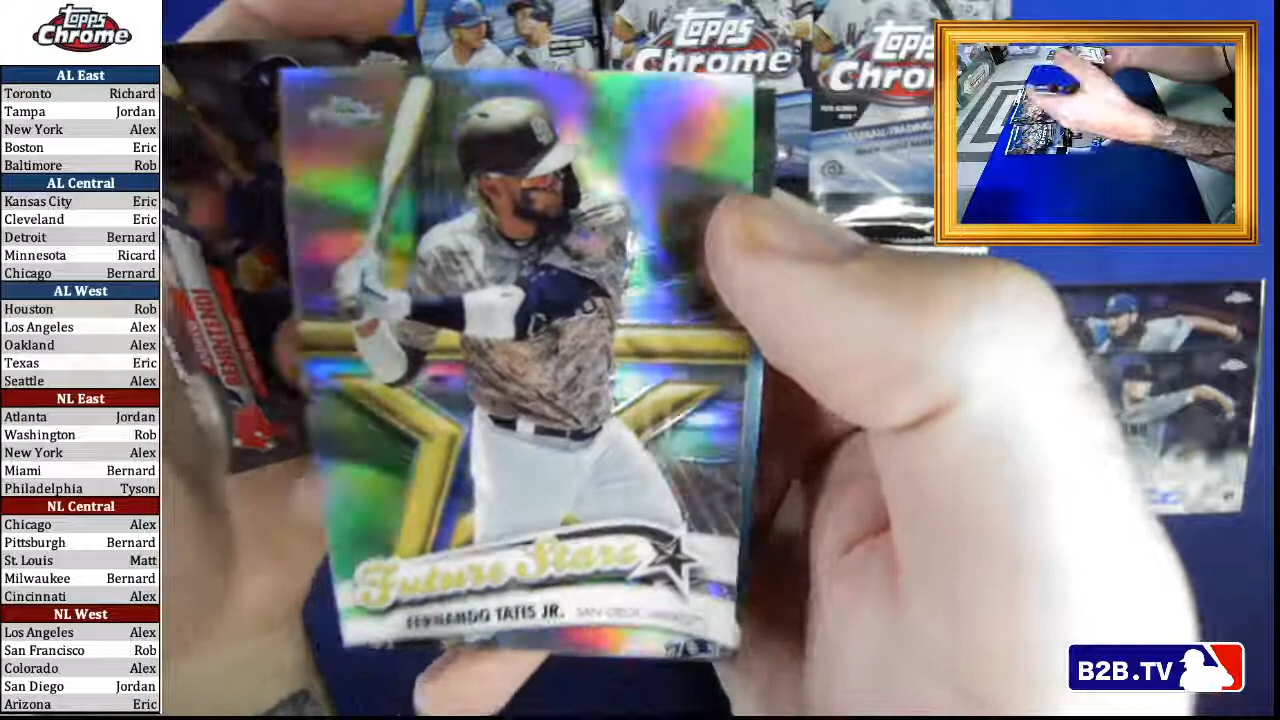 Topps
Chrome
AL East
Toronto Richard
Tampa Jordan
New York Alex
Boston Eric
Baltimore Rob
AL Central
Kansas City Eric
Cleveland Eric
Detroit Bernard
Minnesota Ricard
Chicago Bernard
AL West
Houston Rob
Los Angeles Alex
Oakland Alex
Texas Eric
Seattle Alex
NL East
Atlanta Jordan
Washington Rob
New York Alex
Miami Bernard
Philadelphia Tyson
NL Central
Chicago Alex
Pittsburgh Bernard
St. Louis Matt
Milwaukee Bernard
Cincinnati Alex
NL West
Los Angeles Alex
San Francisco Rob
Colorado Alex
San Diego Jordan
Arizona Eric
Topps
Chrome
Topps
Chro
Future Stars
FERNANDO TATIS JR.
B2B.TV